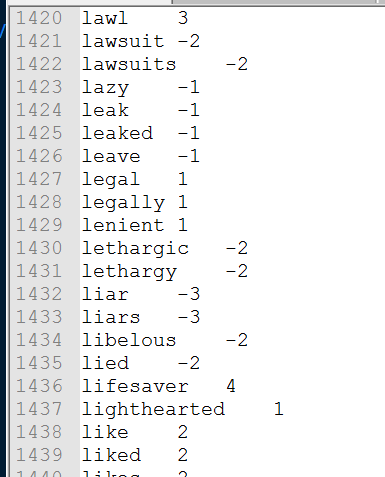 1420 lawl 3
1421 lawsuit -2
1422 lawsuits -2
1423 lazy -1
1424 leak -1
1425 leaked -1
1426 leave -1
1427 legal 1
1428 legally 1
1429 lenient 1
1430 lethargic -2
1431 lethargy -2
1432 liar -3
1433 liars -3
1434 libelous -2
1435 lied -2
1436 lifesaver 4
1437 lighthearted 1
1438 like 2
1439 liked 2
1440 likes 2